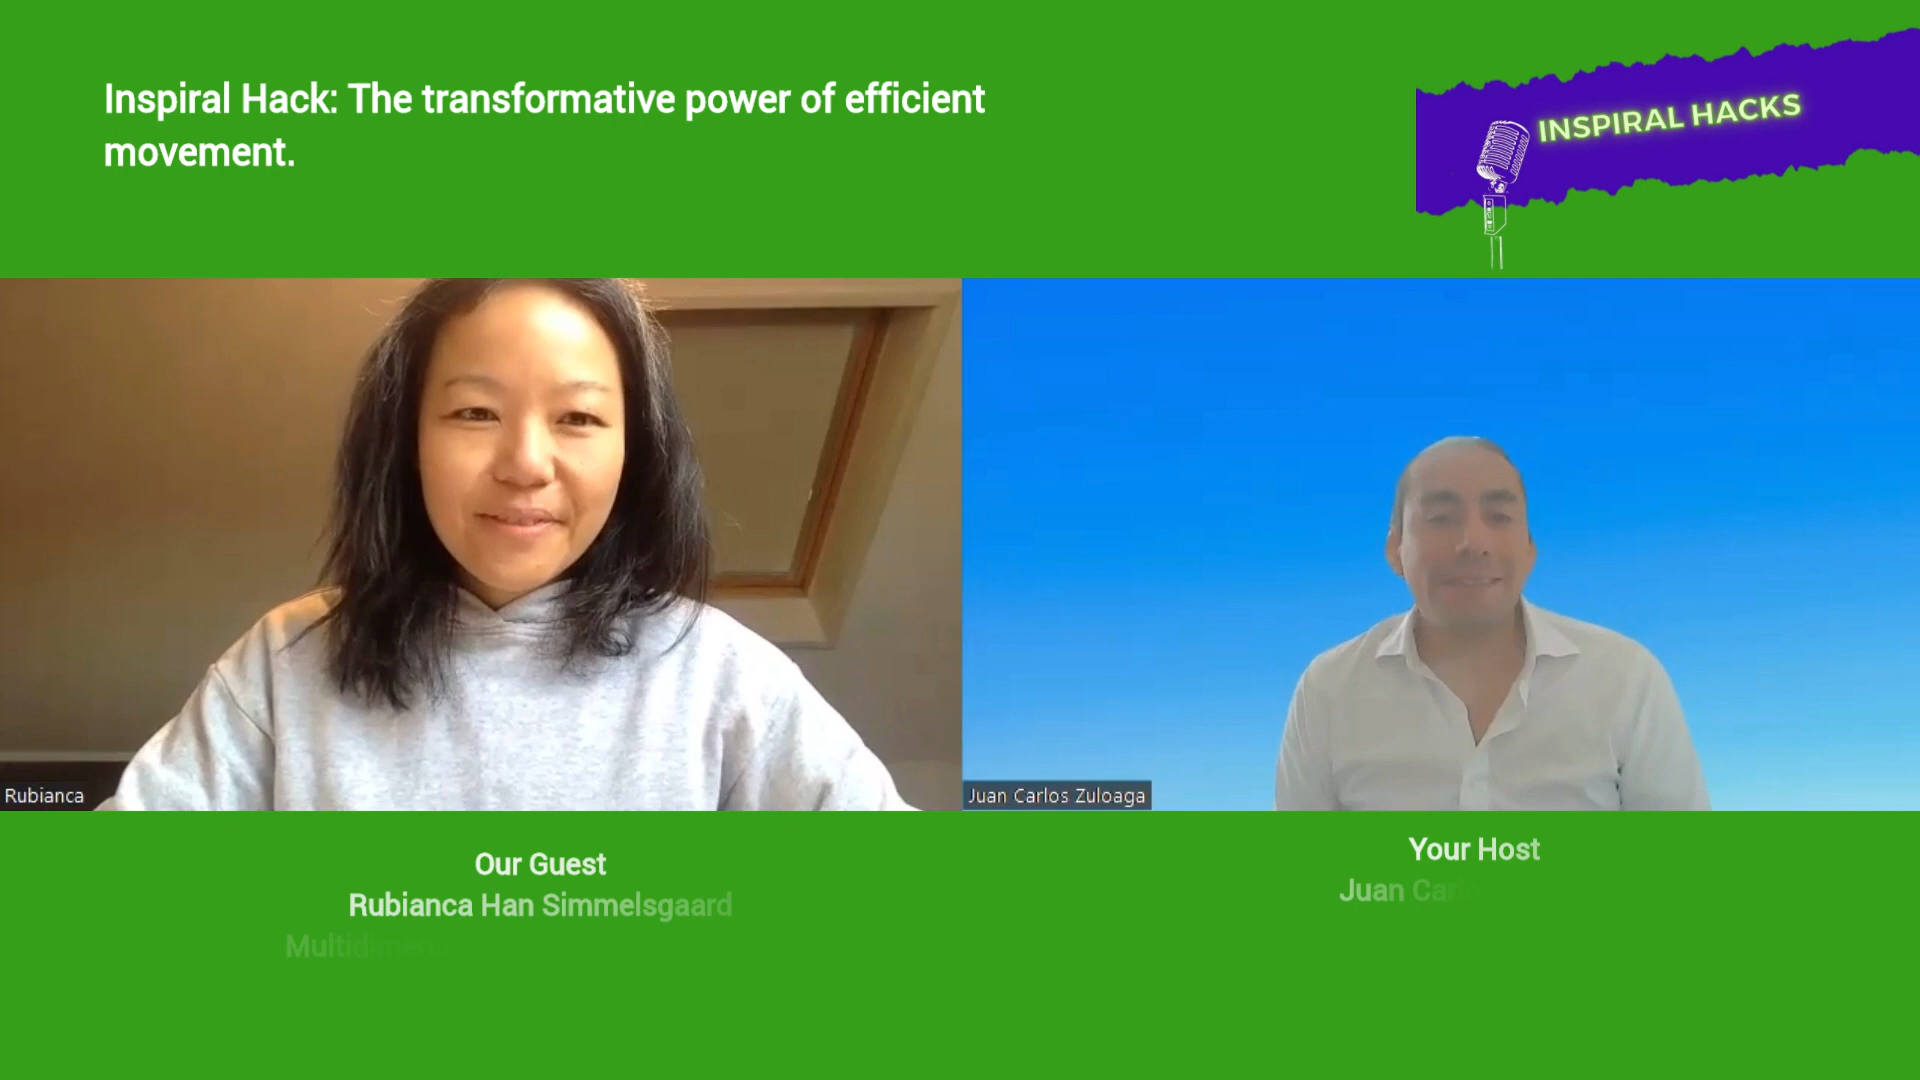 Inspiral Hack: The transformative power of efficient
movement.
INSPIRAL HACKS
Rubianca
Juan Carlos Zuloaga
Our Guest
Rubianca Han Simmelsgaard
Your Host
Juan